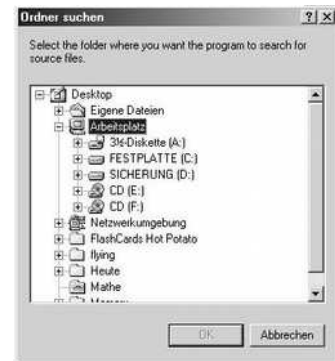 Ordner suchen
Select the folder where you want the program to search for
source files.
Desktop
Eigene Dateien
Arbeitsplatz
3½-Diskette (A:)
FESTPLATTE (C:)
SICHERUNG (D:)
CD (E:)
CD (F:)
Netzwerkumgebung
FlashCards Hot Potato
flying
Heute
Mathe
OK
Abbrechen